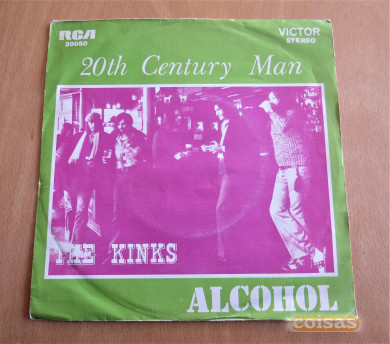 RCA VICTOR
20090 STEREO
20th Century Man
THE KINKS
ALCOHOL
coisas